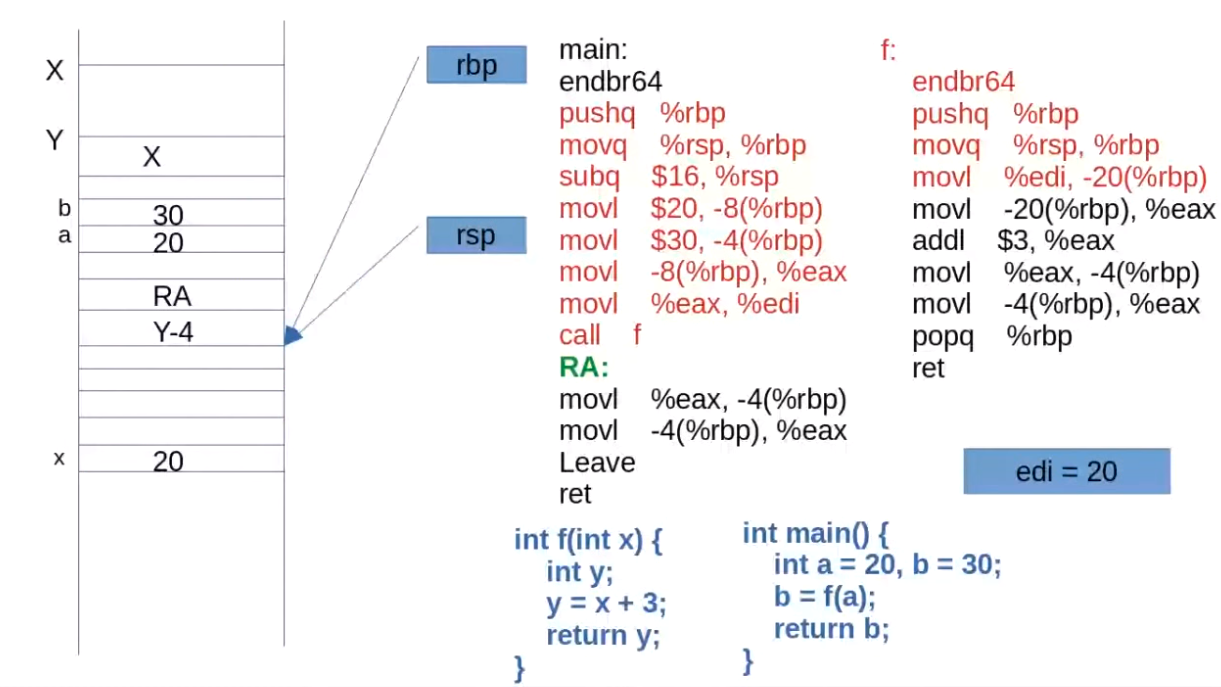 X
Y
X
b
30
a
20
RA
Y-4
x
20
rbp
rsp
main:
endbr64
pushq %rbp
movq %rsp, %rbp
subq $16, %rsp
movl $20, -8(%rbp)
movl $30, -4(%rbp)
movl -8(%rbp), %eax
movl %eax, %edi
call f
RA:
movl %eax, -4(%rbp)
movl -4(%rbp), %eax
Leave
ret
f:
endbr64
pushq %rbp
movq %rsp, %rbp
movl %edi, -20(%rbp)
movl -20(%rbp), %eax
addl $3, %eax
movl %eax, -4(%rbp)
movl -4(%rbp), %eax
popq %rbp
ret
edi = 20
int f(int x) {
int y;
y = x + 3;
return y;
}
int main() {
int a = 20, b = 30;
b = f(a);
return b;
}